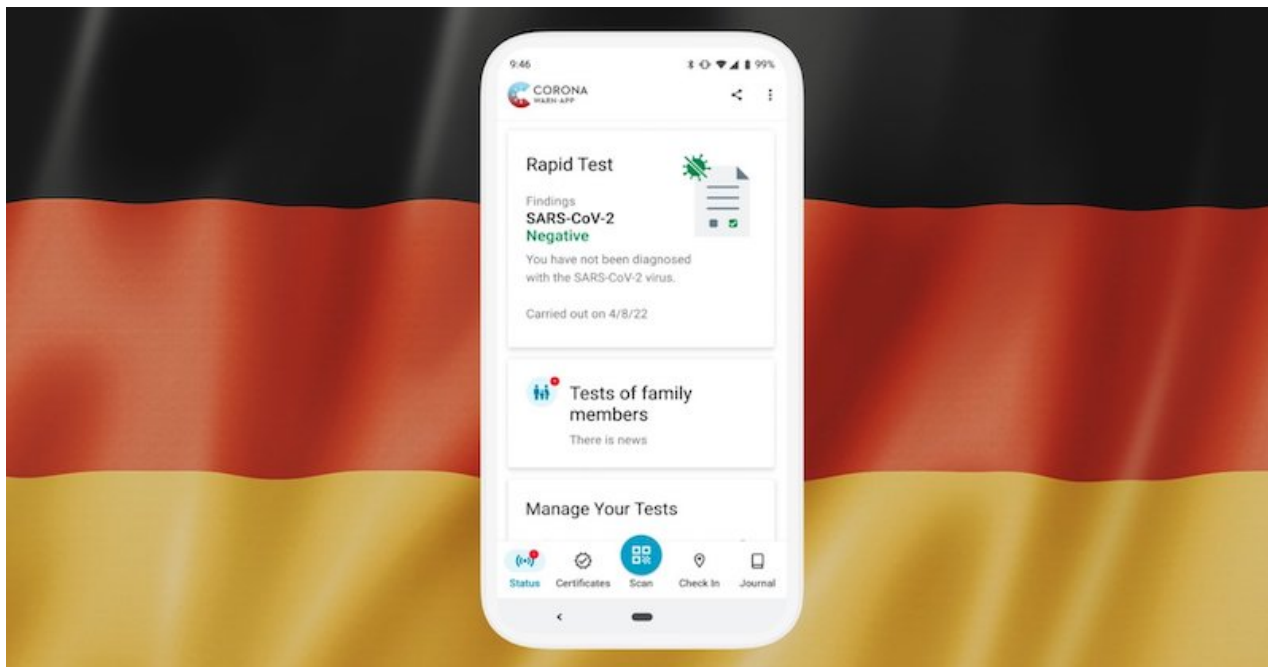 9:46
99%
CORONA
WARN-APP
Rapid Test
Findings
SARS-CoV-2
Negative
You have not been diagnosed
with the SARS-CoV-2 virus.
Carried out on 4/8/22
Tests of family
members
There is news
Manage Your Tests
Status Certificates Scan Check In Journal